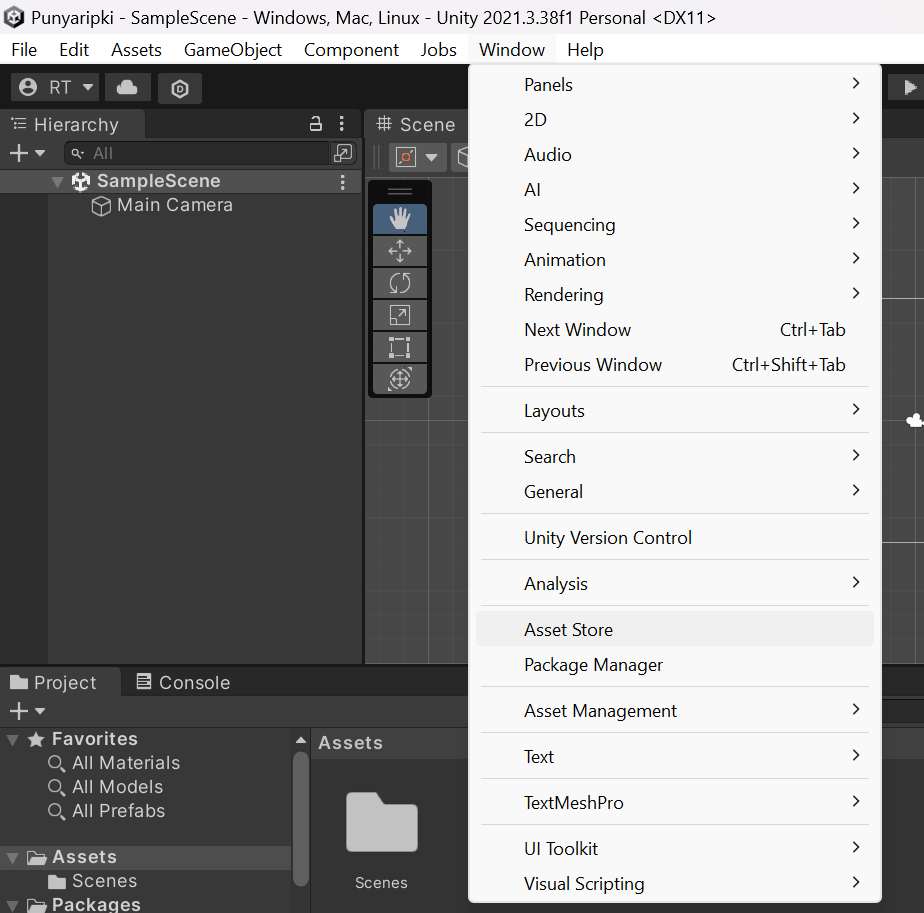 Punyaripki - SampleScene - Windows, Mac, Linux - Unity 2021.3.38f1 Personal <DX11>
File Edit Assets GameObject Component Jobs Window Help
RT
Hierarchy
Scene
All
SampleScene
Main Camera
Panels
2D
Audio
AI
Sequencing
Animation
Rendering
Next Window Ctrl+Tab
Previous Window Ctrl+Shift+Tab
Layouts
Search
General
Unity Version Control
Analysis
Asset Store
Package Manager
Asset Management
Text
TextMeshPro
UI Toolkit
Visual Scripting
Project Console
Favorites
All Materials
All Models
All Prefabs
Assets
Scenes
Packages
Assets
Scenes